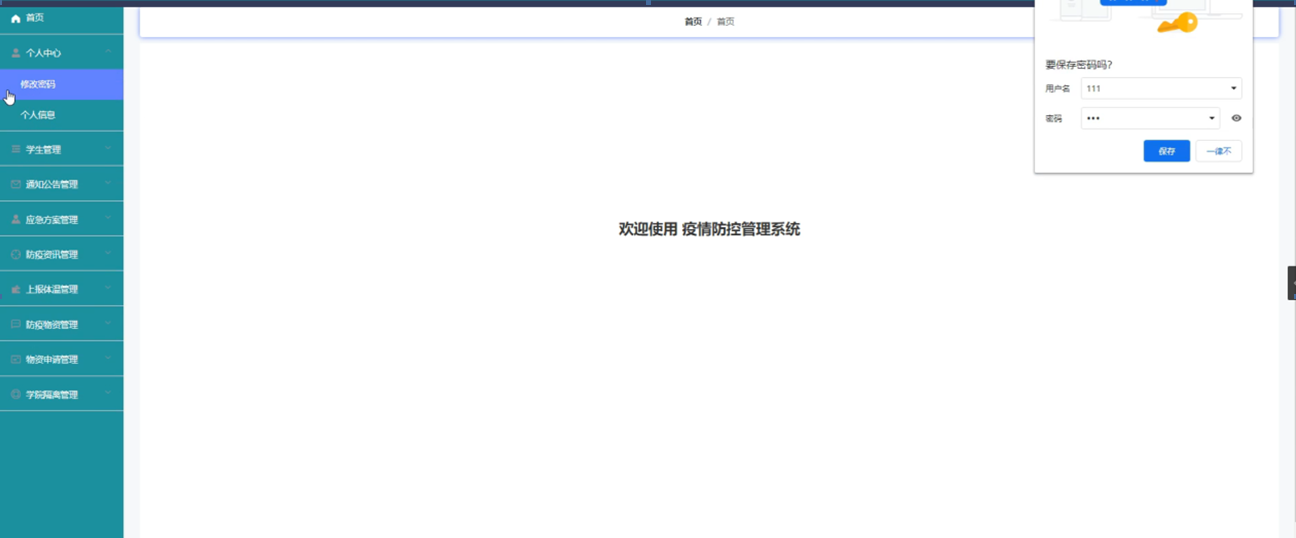 首页
个人中心
修改密码
个人信息
学生管理
通知公告管理
应急方案管理
防疫资讯管理
上报体温管理
防疫物资管理
物资申请管理
学院隔离管理
首页 / 首页
欢迎使用 疫情防控管理系统
要保存密码吗?
用户名 111
密码 •••
保存 一律不